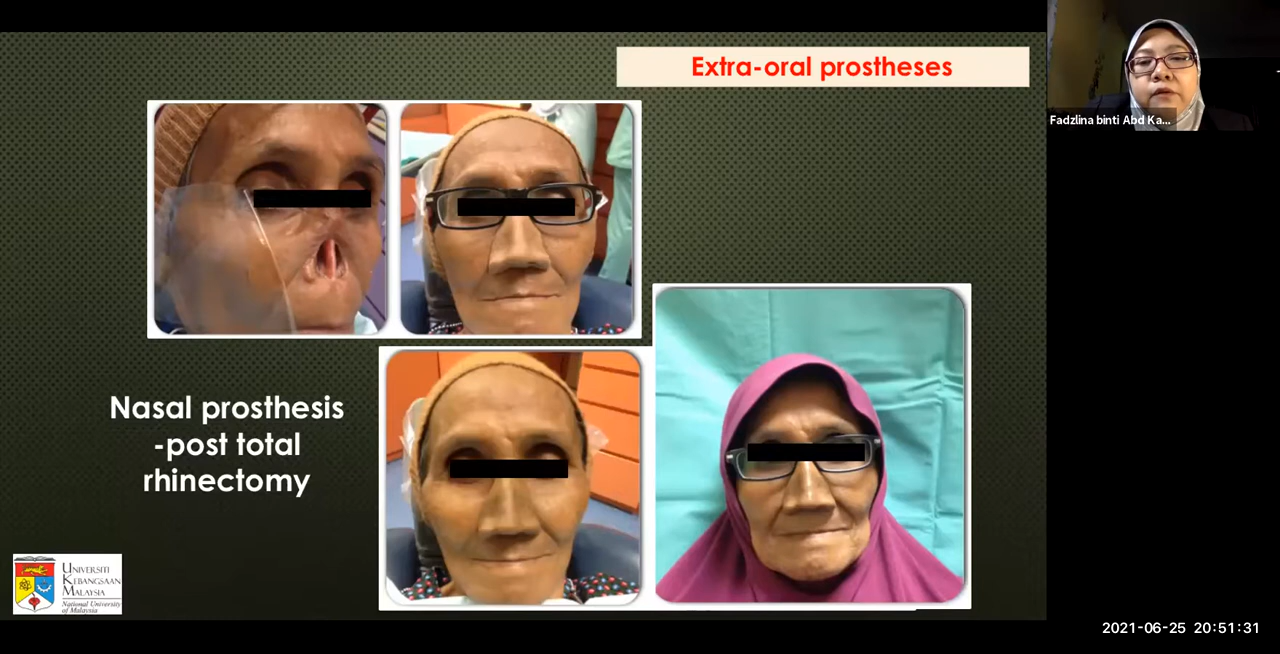 Extra-oral prostheses
Fadzlina binti Abd Ka...
Nasal prosthesis
-post total
rhinectomy
UNIVERSITI
KEBANGSAAN
MALAYSIA
National University
of Malaysia
2021-06-25 20:51:31